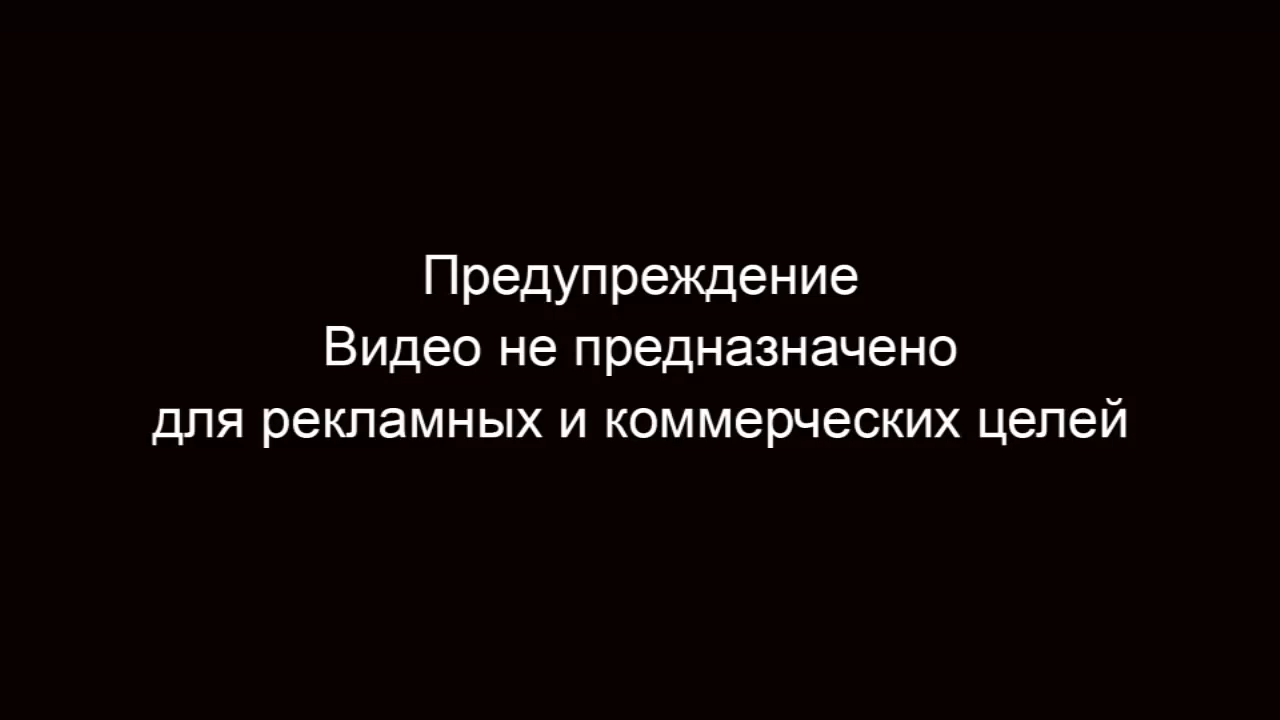 Предупреждение
Видео не предназначено
для рекламных и коммерческих целей